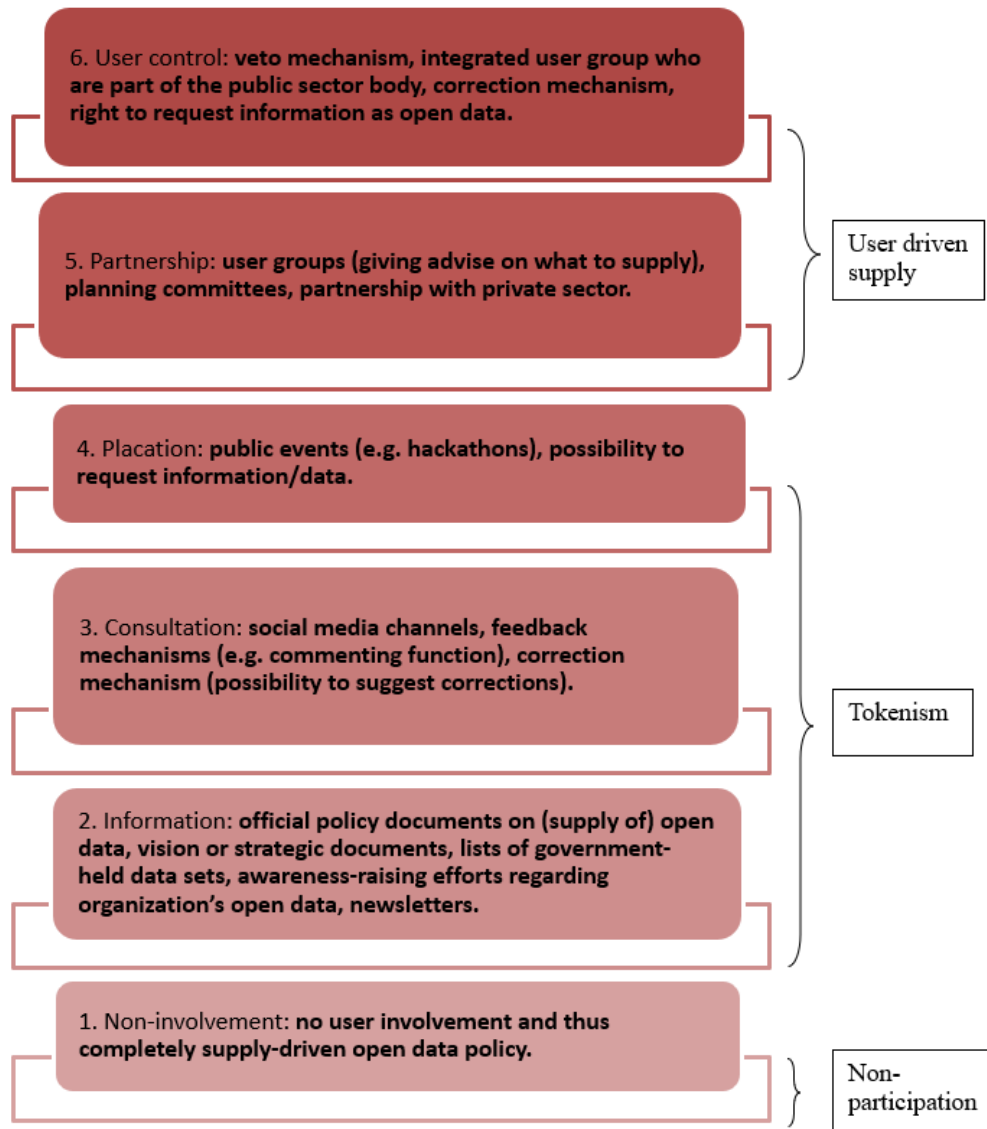 6. User control: veto mechanism, integrated user group who
are part of the public sector body, correction mechanism,
right to request information as open data.
User driven
supply
5. Partnership: user groups (giving advise on what to supply),
planning committees, partnership with private sector.
4. Placation: public events (e.g. hackathons), possibility to
request information/data.
3. Consultation: social media channels, feedback
mechanisms (e.g. commenting function), correction
mechanism (possibility to suggest corrections).
Tokenism
2. Information: official policy documents on (supply of) open
data, vision or strategic documents, lists of government-
held data sets, awareness-raising efforts regarding
organization’s open data, newsletters.
1. Non-involvement: no user involvement and thus
completely supply-driven open data policy.
Non-
participation